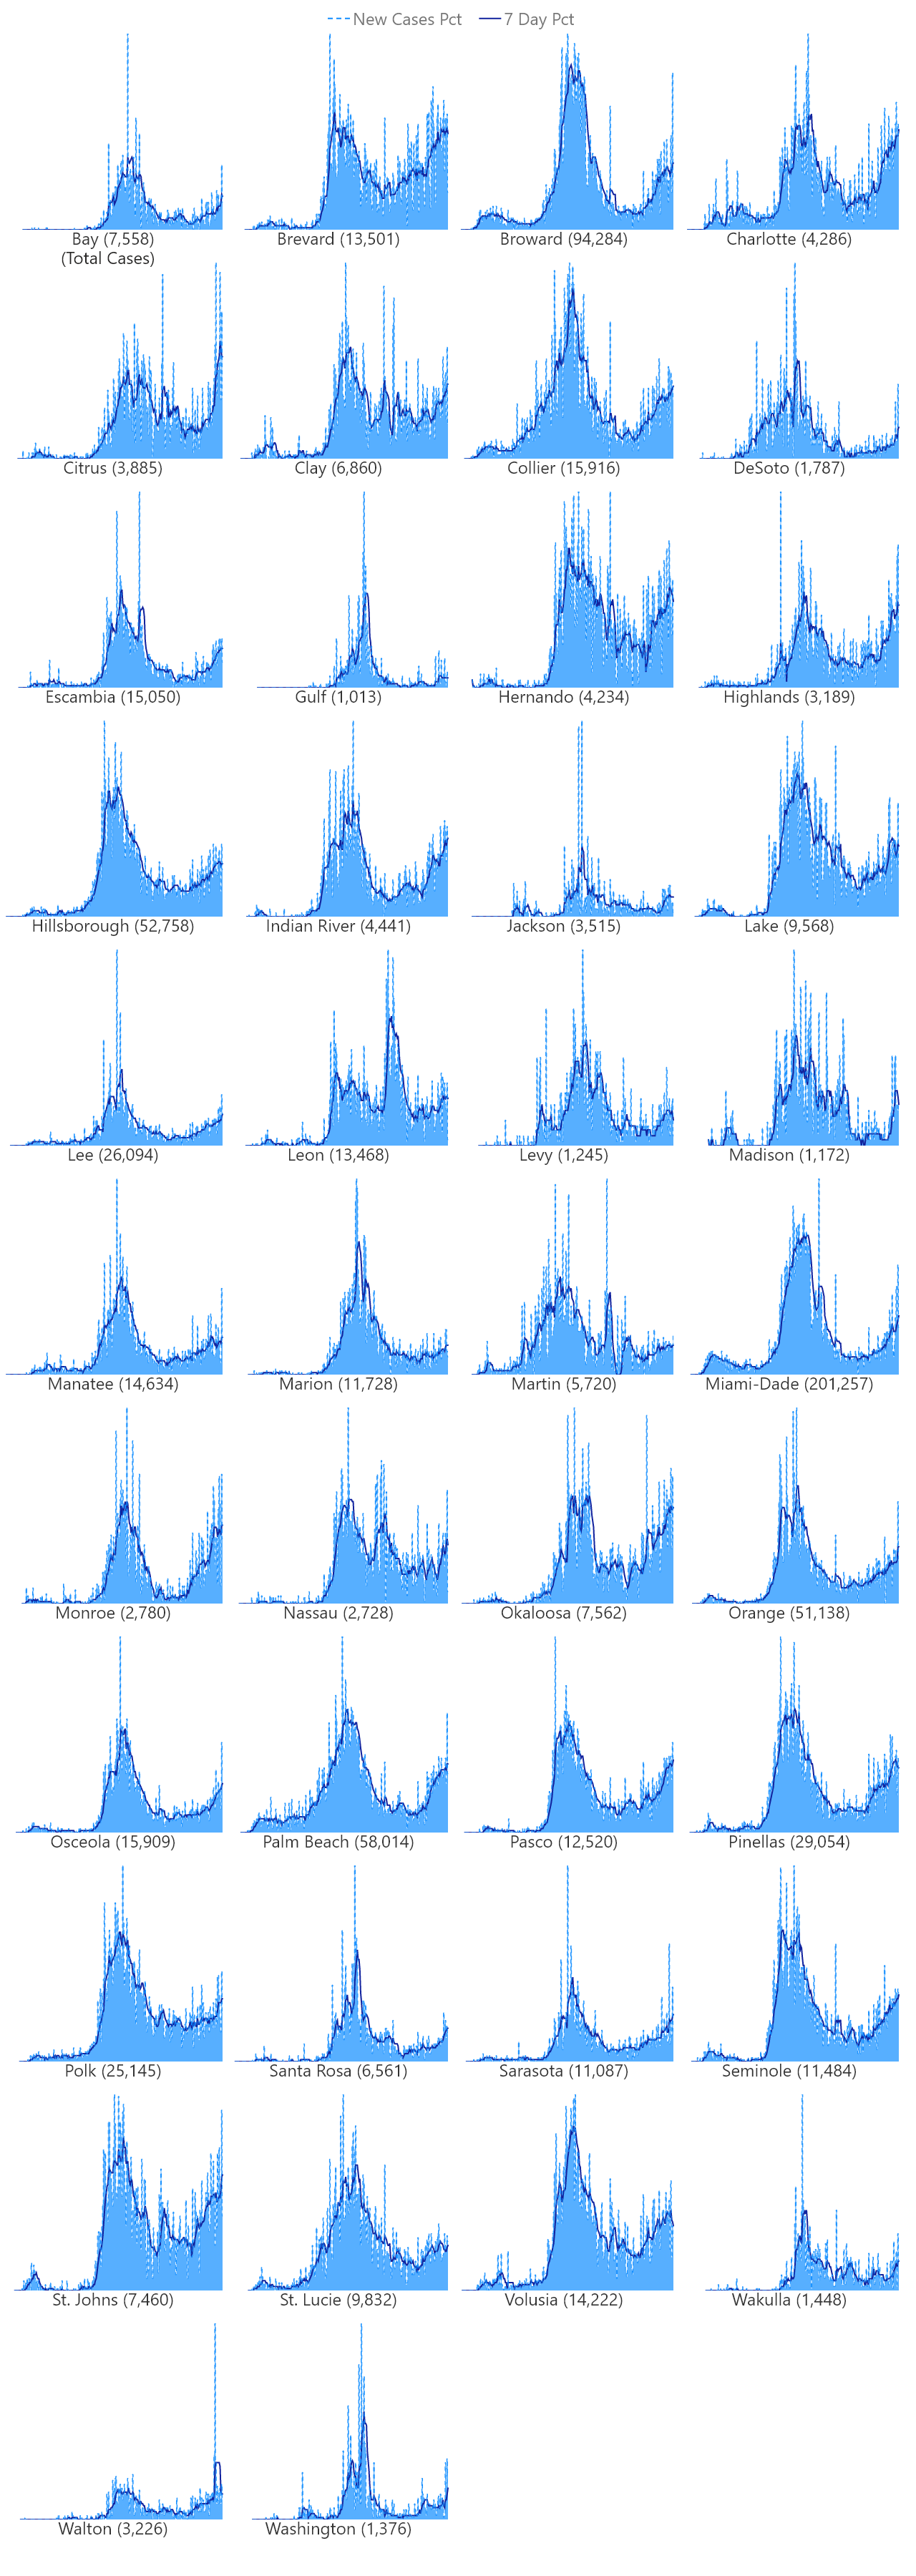 New Cases Pct 7 Day Pct
Bay (7,558) Brevard (13,501) Broward (94,284) Charlotte (4,286)
(Total Cases)
Citrus (3,885) Clay (6,860) Collier (15,916) DeSoto (1,787)
Escambia (15,050) Gulf (1,013) Hernando (4,234) Highlands (3,189)
Hillsborough (52,758) Indian River (4,441) Jackson (3,515) Lake (9,568)
Lee (26,094) Leon (13,468) Levy (1,245) Madison (1,172)
Manatee (14,634) Marion (11,728) Martin (5,720) Miami-Dade (201,257)
Monroe (2,780) Nassau (2,728) Okaloosa (7,562) Orange (51,138)
Osceola (15,909) Palm Beach (58,014) Pasco (12,520) Pinellas (29,054)
Polk (25,145) Santa Rosa (6,561) Sarasota (11,087) Seminole (11,484)
St. Johns (7,460) St. Lucie (9,832) Volusia (14,222) Wakulla (1,448)
Walton (3,226) Washington (1,376)